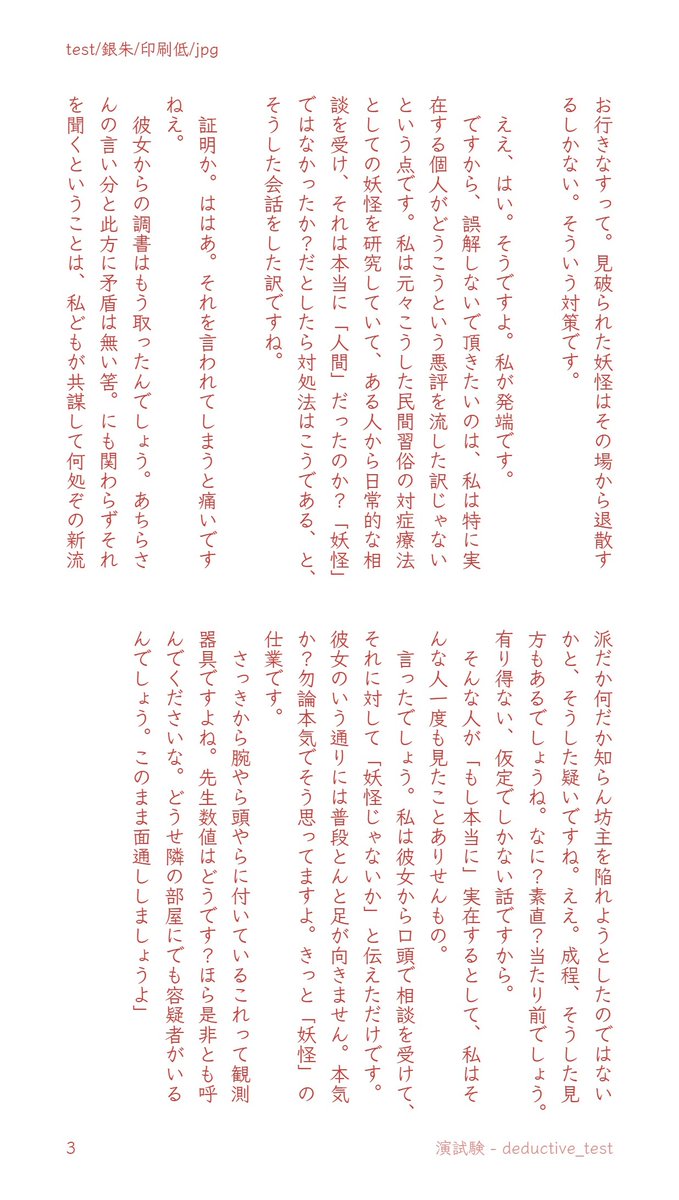 test/銀朱/印刷低/jpg
お行きなすって。見破られた妖怪はその場から退散す
るしかない。そういう対策です。
ええ、はい。そうですよ。私が発端です。
ですから、誤解しないで頂きたいのは、私は特に実
在する個人がどうこうという悪評を流した訳じゃない
という点です。私は元々こうした民間習俗の対症療法
としての妖怪を研究していて、ある人から日常的な相
談を受け、それは本当に「人間」だったのか？「妖怪」
ではなかったか？だとしたら対処法はこうである、と、
そうした会話をした訳ですね。
証明か。ははあ。それを言われてしまうと痛いです
ねえ。
彼女からの調書はもう取ったんでしょう。あちらさ
んの言い分と此方に矛盾は無い筈。にも関わらずそれ
を聞くということは、私どもが共謀して何処ぞの新流
派だか何だか知らん坊主を陥れようとしたのではない
かと、そうした疑いですね。ええ。成程、そうした見
方もあるでしょうね。なに？素直？当たり前でしょう。
有り得ない、仮定でしかない話ですから。
そんな人が「もし本当に」実在するとして、私はそ
んな人一度も見たことありせんもの。
言ったでしょう。私は彼女から口頭で相談を受けて、
それに対して「妖怪じゃないか」と伝えただけです。
彼女のいう通りには普段とんと足が向きません。本気
か？勿論本気でそう思ってますよ。きっと「妖怪」の
仕業です。
さっきから腕やら頭やらに付いているこれって観測
器具ですよね。先生数値はどうです？ほら是非とも呼
んでくださいな。どうせ隣の部屋にでも容疑者がいる
んでしょう。このまま面通ししましょうよ」
3
演試験 - deductive_test